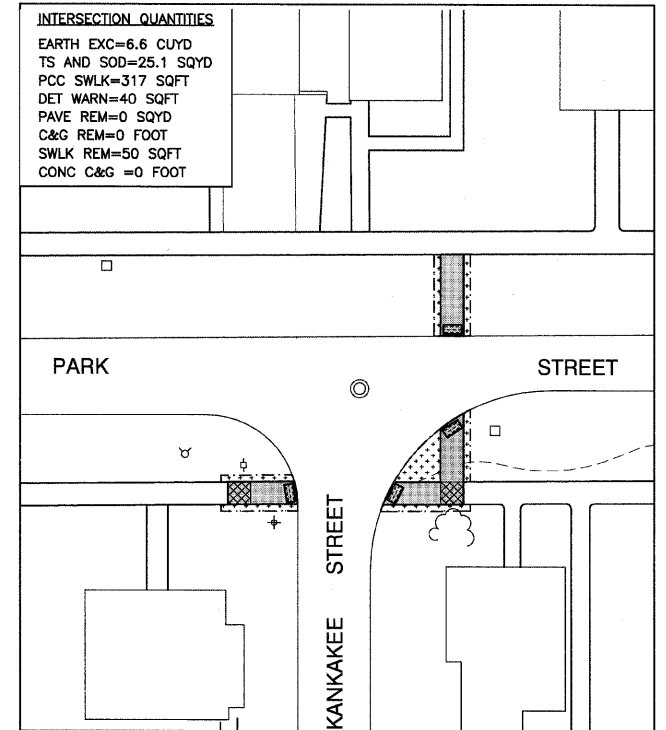 INTERSECTION QUANTITIES
EARTH EXC=6.6 CUYD
TS AND SOD=25.1 SQYD
PCC SWLK=317 SQFT
DET WARN=40 SQFT
PAVE REM=0 SQYD
C&G REM=0 FOOT
SWLK REM=50 SQFT
CONC C&G =0 FOOT
PARK STREET
KANKAKEE STREET